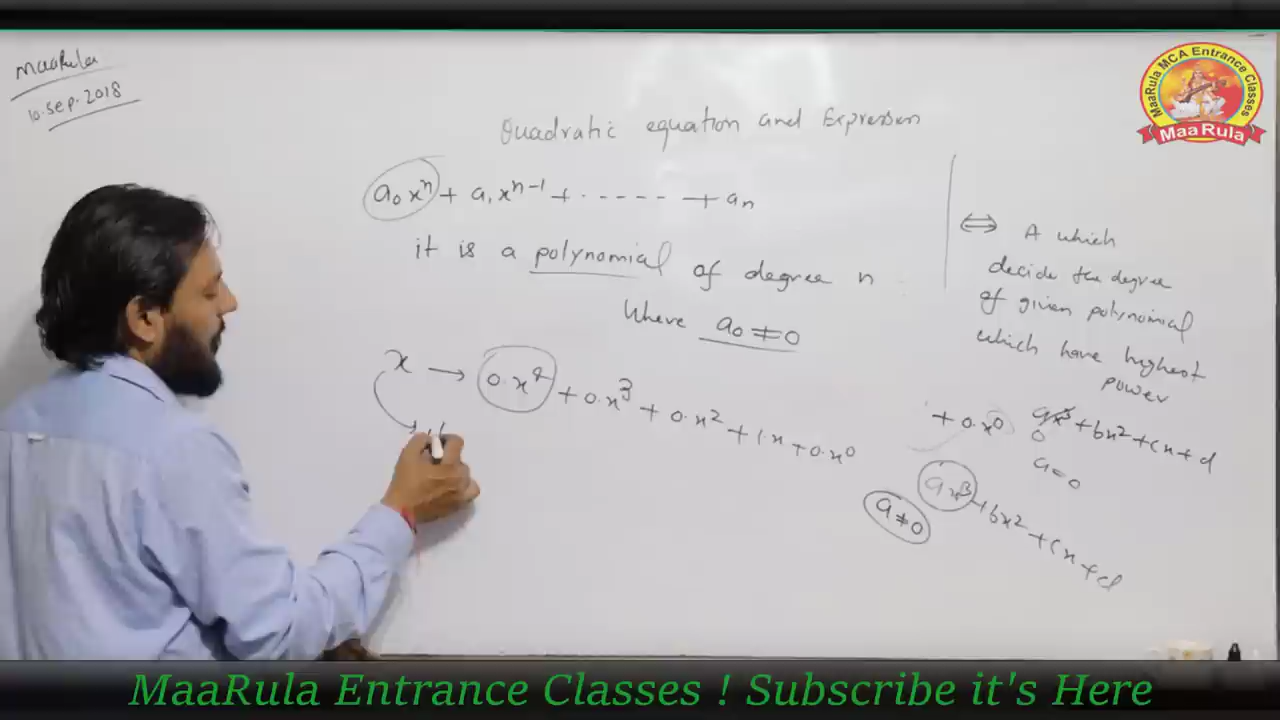 MaaRula
10.Sep.2018
MaaRula MCA Entrance Classes
MaaRula
Quadratic equation and Expression
a₀xⁿ + a₁xⁿ⁻¹ + ------ + aₙ
it is a polynomial of degree n
Where a₀ ≠ 0
x → 0·x⁴ + 0·x³ + 0·x² + 1·x + 0·x⁰
⇔ A which
decide the degree
of given polynomial
which have highest
power
+ 0·x⁰
ax³ + bx² + cx + d
0
a=0
ax³ + bx² + cx + d
a≠0
MaaRula Entrance Classes ! Subscribe it's Here